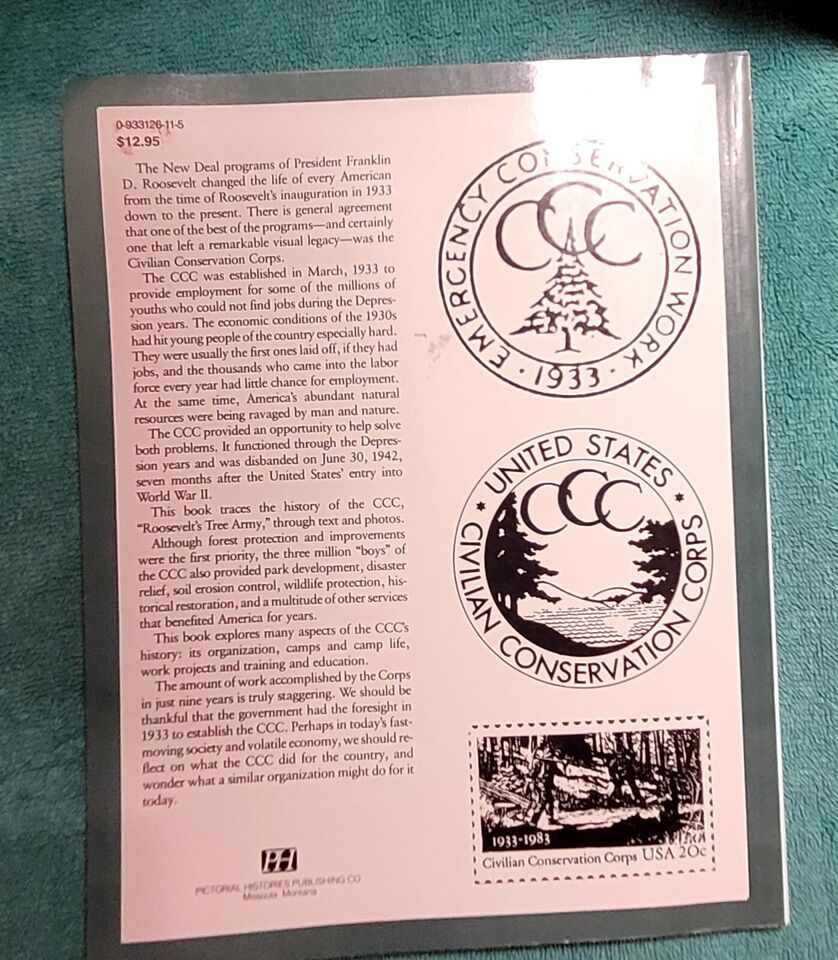 0-933126-11-5
$12.95
The New Deal programs of President Franklin
D. Roosevelt changed the life of every American
from the time of Roosevelt's inauguration in 1933
down to the present. There is general agreement
that one of the best of the programs—and certainly
one that left a remarkable visual legacy—was the
Civilian Conservation Corps.
The CCC was established in March, 1933 to
provide employment for some of the millions of
youths who could not find jobs during the Depres-
sion years. The economic conditions of the 1930s
had hit young people of the country especially hard.
They were usually the first ones laid off, if they had
jobs, and the thousands who came into the labor
force every year had little chance for employment.
At the same time, America's abundant natural
resources were being ravaged by man and nature.
The CCC provided an opportunity to help solve
both problems. It functioned through the Depres-
sion years and was disbanded on June 30, 1942,
seven months after the United States' entry into
World War II.
This book traces the history of the CCC,
"Roosevelt's Tree Army," through text and photos.
Although forest protection and improvements
were the first priority, the three million "boys" of
the CCC also provided park development, disaster
relief, soil erosion control, wildlife protection, his-
torical restoration, and a multitude of other services
that benefited America for years.
This book explores many aspects of the CCC's
history: its organization, camps and camp life,
work projects and training and education.
The amount of work accomplished by the Corps
in just nine years is truly staggering. We should be
thankful that the government had the foresight in
1933 to establish the CCC. Perhaps in today's fast-
moving society and volatile economy, we should re-
flect on what the CCC did for the country, and
wonder what a similar organization might do for it
today.
PICTORIAL HISTORIES PUBLISHING CO
Missoula, Montana
EMERGENCY CONSERVATION WORK
CCC
· 1933 ·
UNITED STATES
CCC
CIVILIAN CONSERVATION CORPS
1933-1983
Civilian Conservation Corps USA 20c